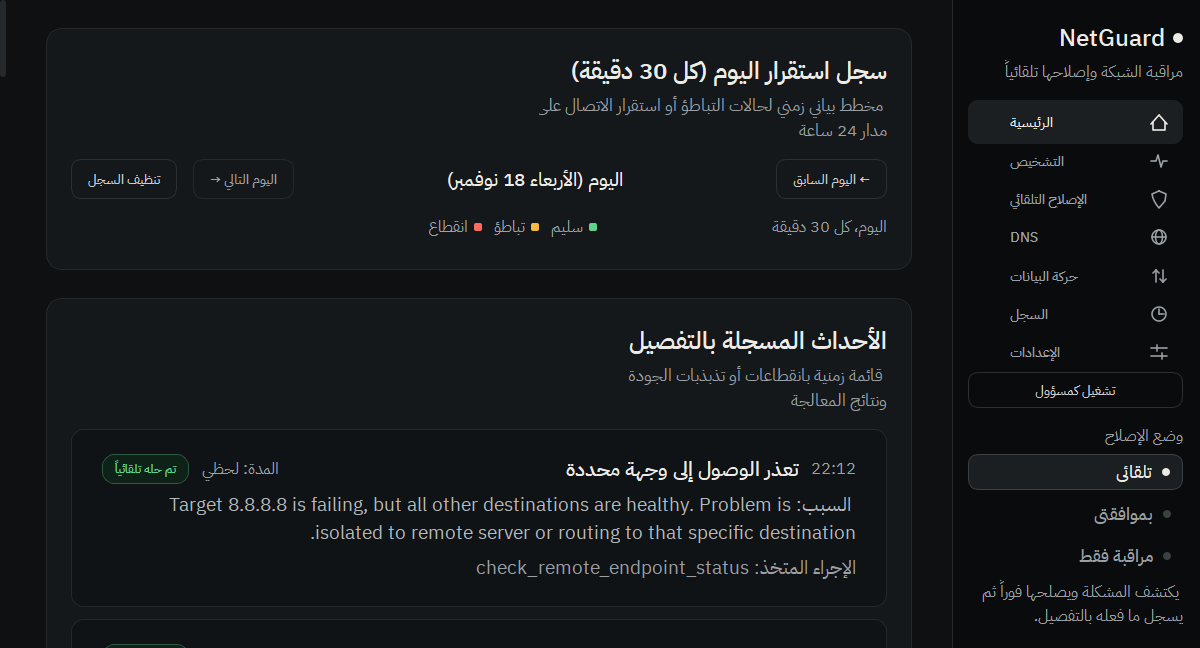 NetGuard
مراقبة الشبكة وإصلاحها تلقائياً
الرئيسية
التشخيص
الإصلاح التلقائي
DNS
حركة البيانات
السجل
الإعدادات
تشغيل كمسؤول
وضع الإصلاح
تلقائي
بموافقتي
مراقبة فقط
يكتشف المشكلة ويصلحها فوراً ثم
يسجل ما فعله بالتفصيل.
سجل استقرار اليوم (كل 30 دقيقة)
مخطط بياني زمني لحالات التباطؤ أو استقرار الاتصال على
مدار 24 ساعة
← اليوم السابق
اليوم (الأربعاء 18 نوفمبر)
اليوم التالي →
تنظيف السجل
اليوم، كل 30 دقيقة
سليم
تباطؤ
انقطاع
الأحداث المسجلة بالتفصيل
قائمة زمنية بانقطاعات أو تذبذبات الجودة
ونتائج المعالجة
22:12 تعذر الوصول إلى وجهة محددة
المدة: لحظي
تم حله تلقائياً
السبب: Target 8.8.8.8 is failing, but all other destinations are healthy. Problem is
isolated to remote server or routing to that specific destination.
الإجراء المتخذ: check_remote_endpoint_status